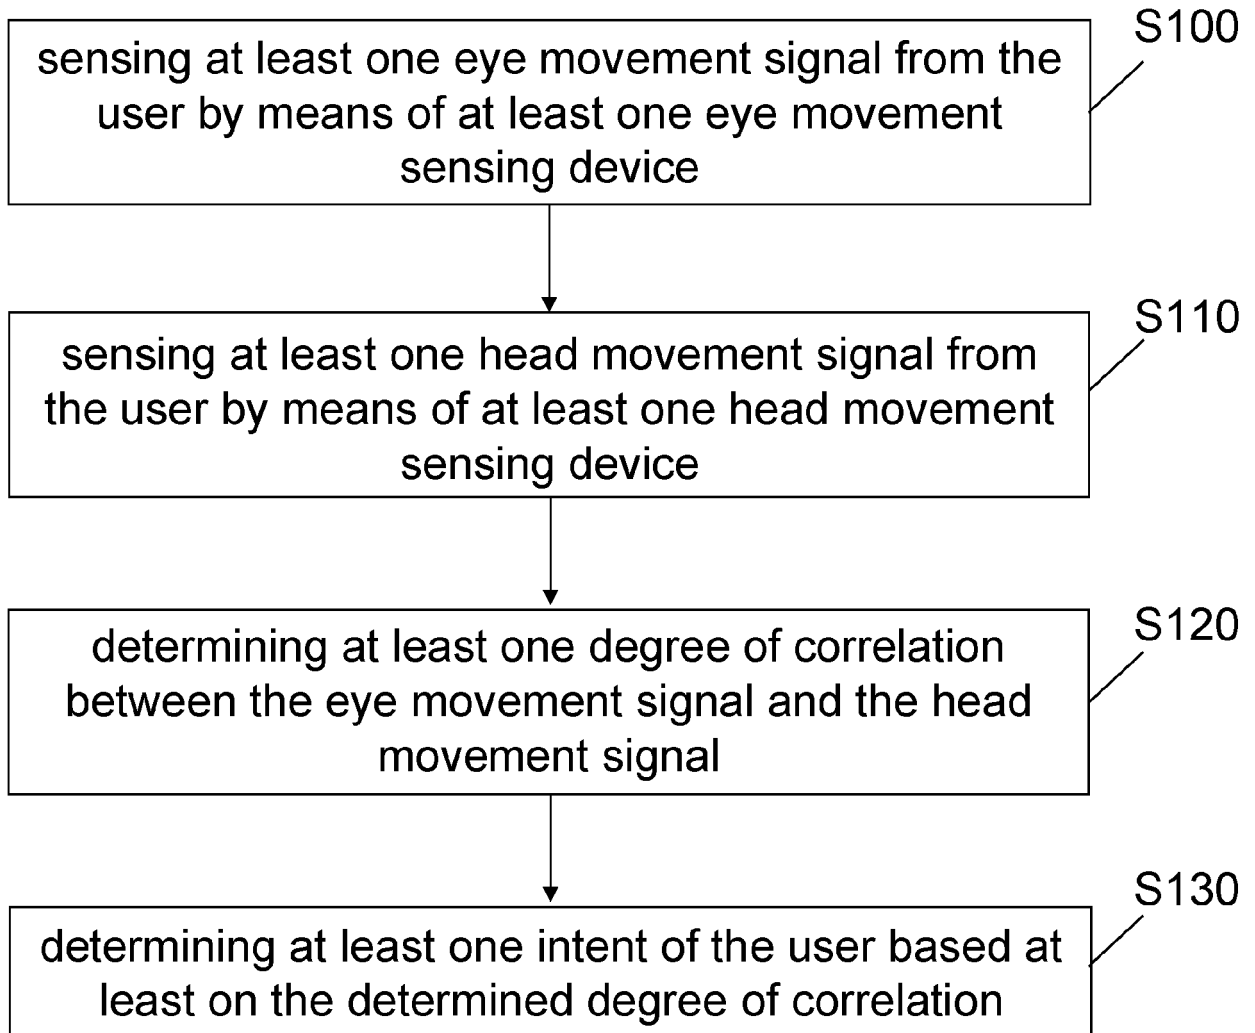 S100
sensing at least one eye movement signal from the
user by means of at least one eye movement
sensing device
S110
sensing at least one head movement signal from
the user by means of at least one head movement
sensing device
S120
determining at least one degree of correlation
between the eye movement signal and the head
movement signal
S130
determining at least one intent of the user based at
least on the determined degree of correlation